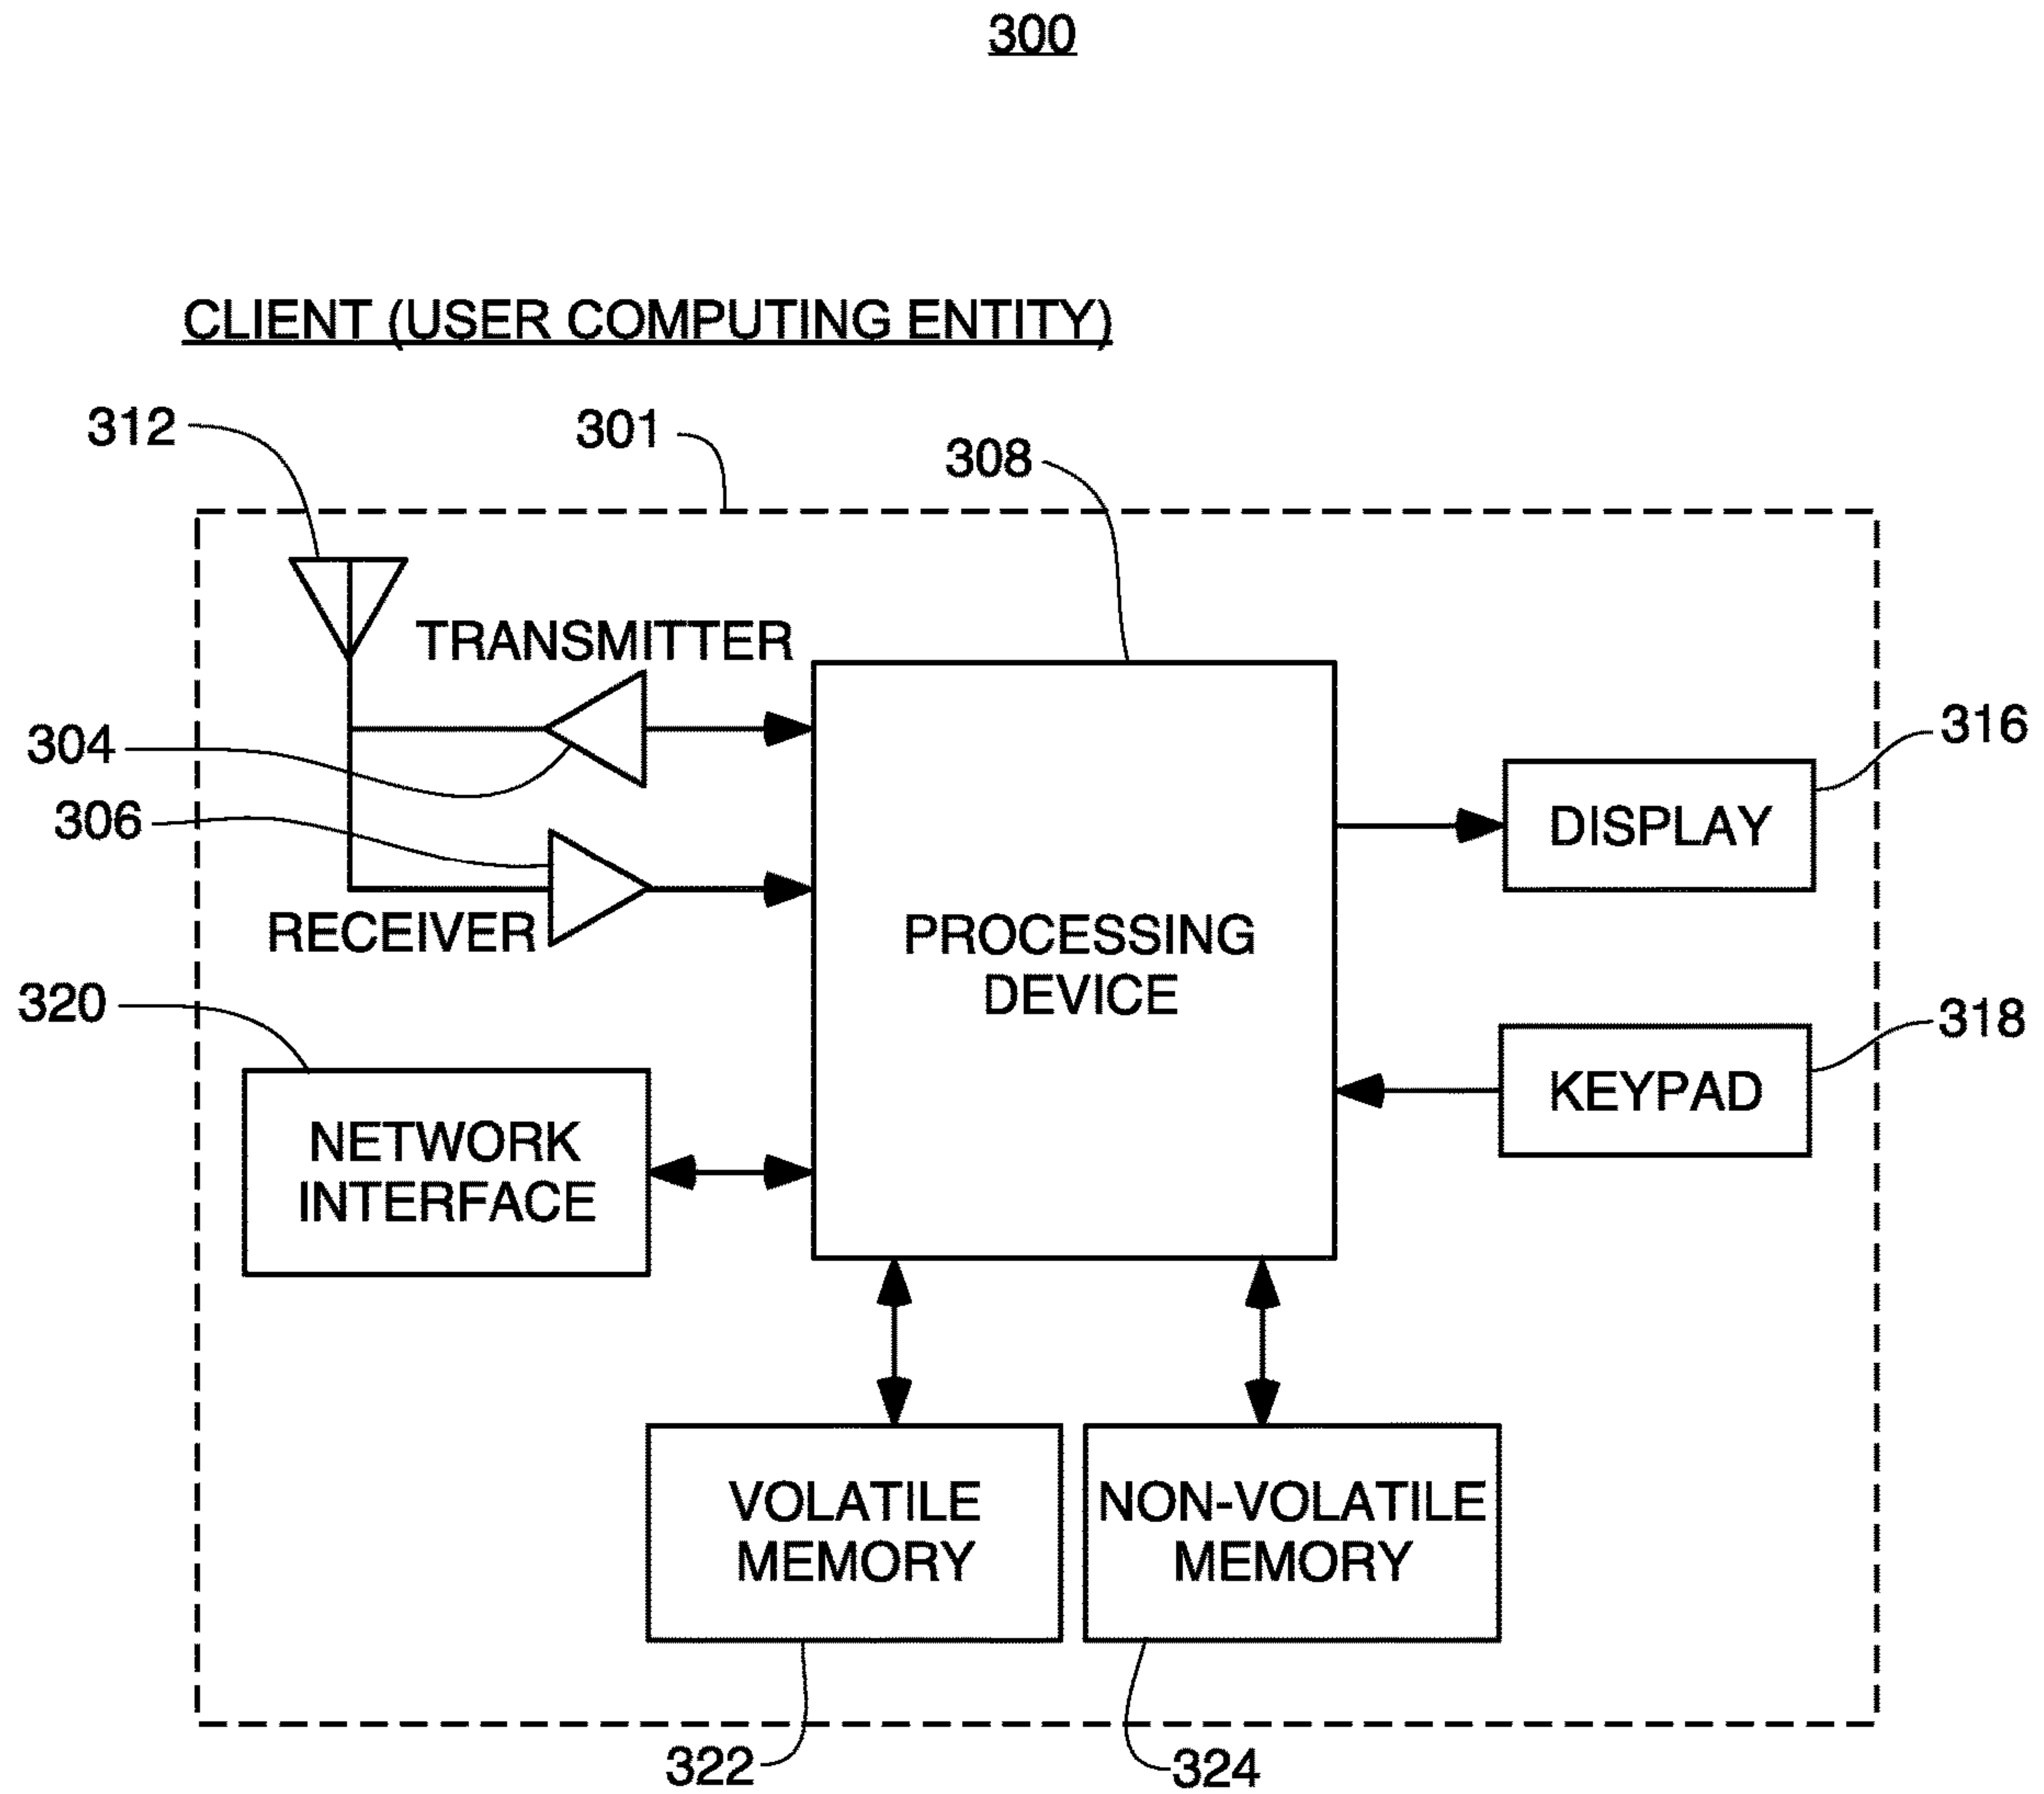 300
CLIENT (USER COMPUTING ENTITY)
312
301
308
TRANSMITTER
304
316
DISPLAY
306
RECEIVER
PROCESSING
DEVICE
320
318
KEYPAD
NETWORK
INTERFACE
VOLATILE
MEMORY
NON-VOLATILE
MEMORY
322
324